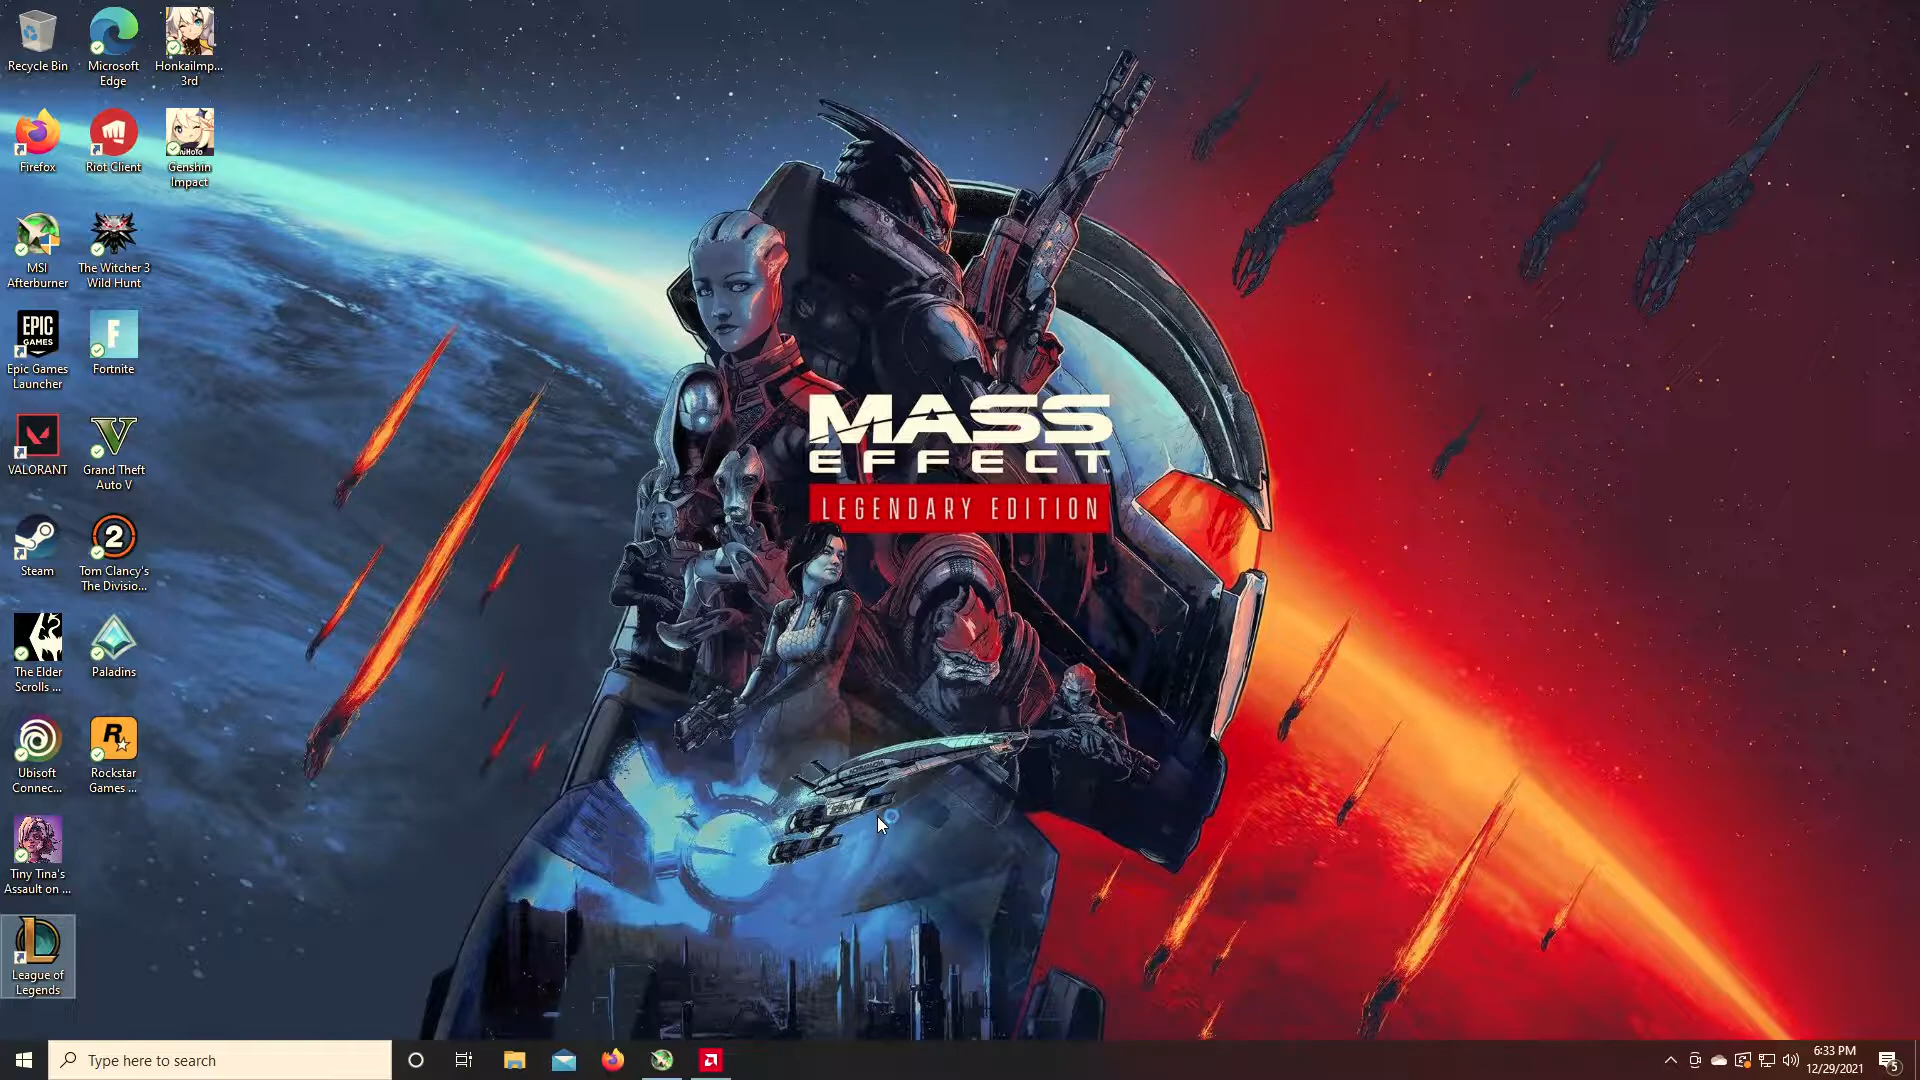 Recycle Bin
Microsoft
Edge
HonkaiImp...
3rd
Firefox
Riot Client
Genshin
Impact
MSI
Afterburner
The Witcher 3
Wild Hunt
EPIC
GAMES
Epic Games
Launcher
F
Fortnite
VALORANT
V
Grand Theft
Auto V
Steam
2
Tom Clancy's
The Divisio...
The Elder
Scrolls ...
Paladins
Ubisoft
Connec...
R
Rockstar
Games ...
Tiny Tina's
Assault on ...
L
League of
Legends
MASS
EFFECT
LEGENDARY EDITION
Type here to search
6:33 PM
12/29/2021
5